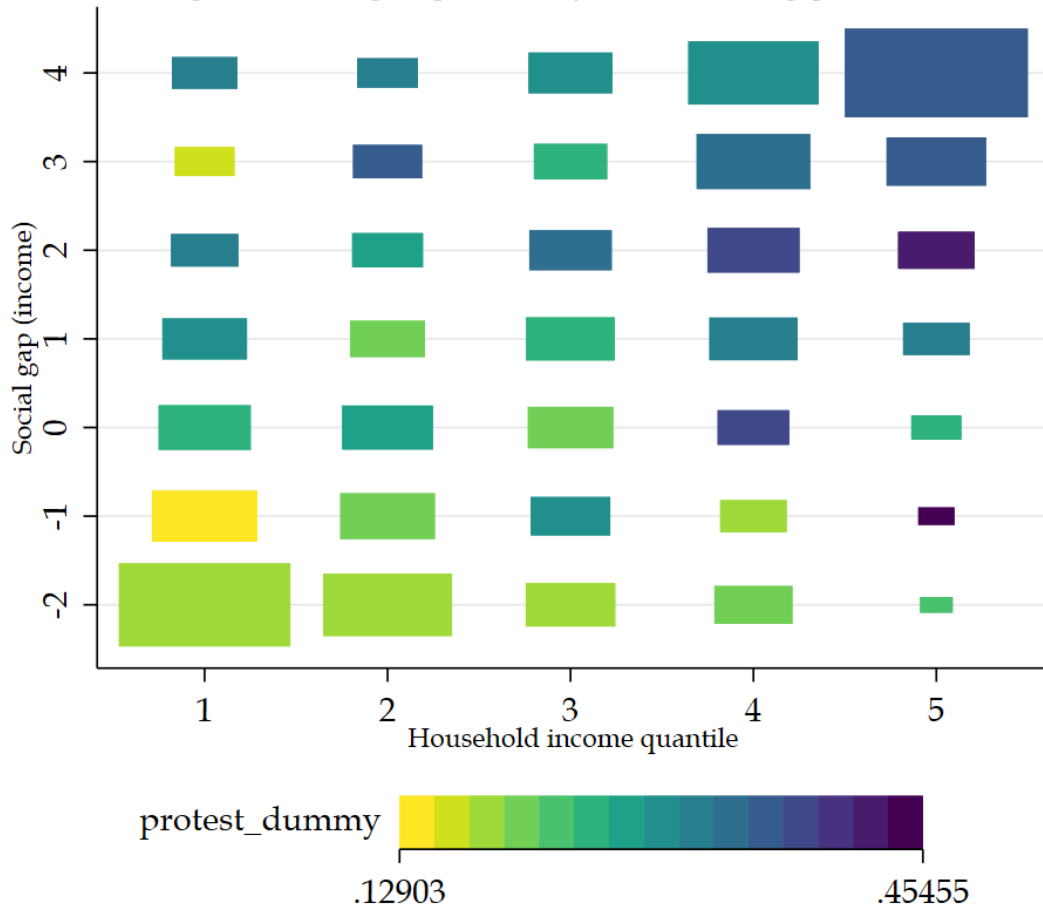 4
3
2
1
0
-1
-2
Social gap (income)
1 2 3 4 5
Household income quantile
protest_dummy
.12903 .45455